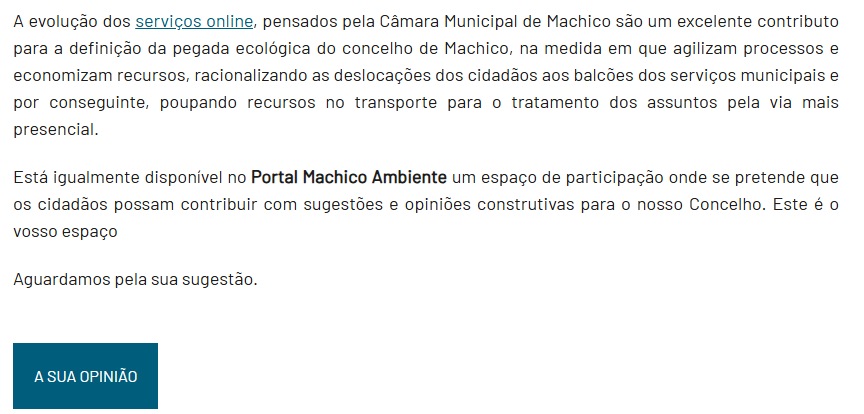 A evolução dos serviços online, pensados pela Câmara Municipal de Machico são um excelente contributo
para a definição da pegada ecológica do concelho de Machico, na medida em que agilizam processos e
economizam recursos, racionalizando as deslocações dos cidadãos aos balcões dos serviços municipais e
por conseguinte, poupando recursos no transporte para o tratamento dos assuntos pela via mais
presencial.
Está igualmente disponível no Portal Machico Ambiente um espaço de participação onde se pretende que
os cidadãos possam contribuir com sugestões e opiniões construtivas para o nosso Concelho. Este é o
vosso espaço
Aguardamos pela sua sugestão.
A SUA OPINIÃO